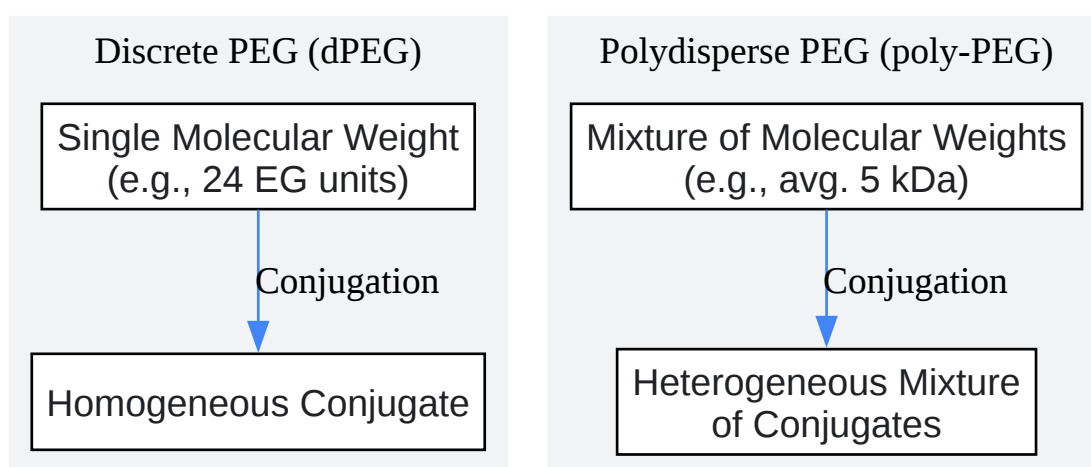 Discrete PEG (dPEG)
Single Molecular Weight
(e.g., 24 EG units)
Conjugation
Homogeneous Conjugate
Polydisperse PEG (poly-PEG)
Mixture of Molecular Weights
(e.g., avg. 5 kDa)
Conjugation
Heterogeneous Mixture
of Conjugates